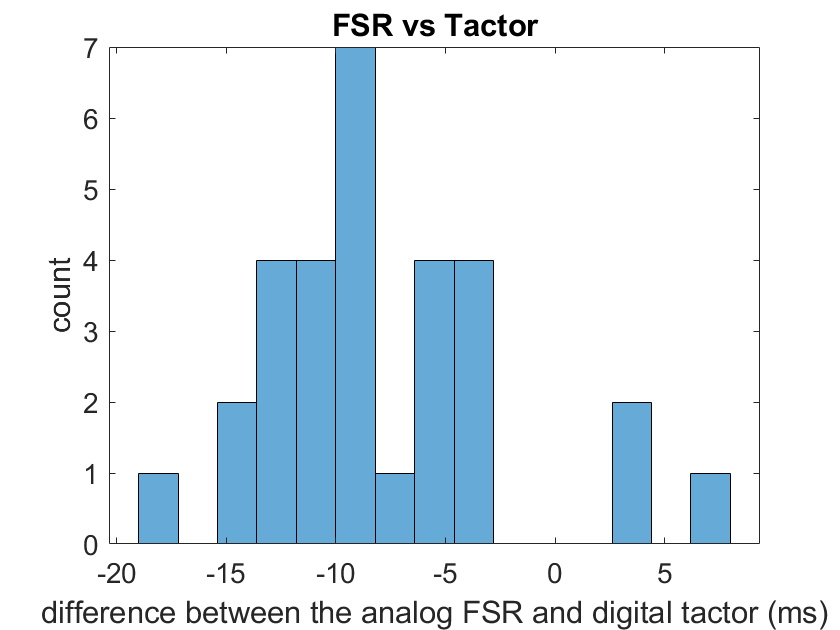 FSR vs Tactor
7
6
5
4
3
2
1
0
count
-20 -15 -10 -5 0 5
difference between the analog FSR and digital tactor (ms)